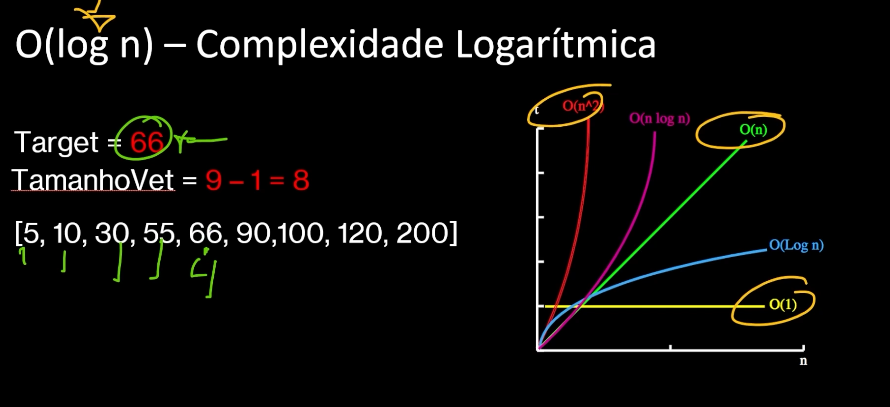 O(log n) – Complexidade Logarítmica
Target = 66
TamanhoVet = 9 – 1 = 8
[5, 10, 30, 55, 66, 90,100, 120, 200]
t
O(n^2)
O(n log n)
O(n)
O(Log n)
O(1)
n